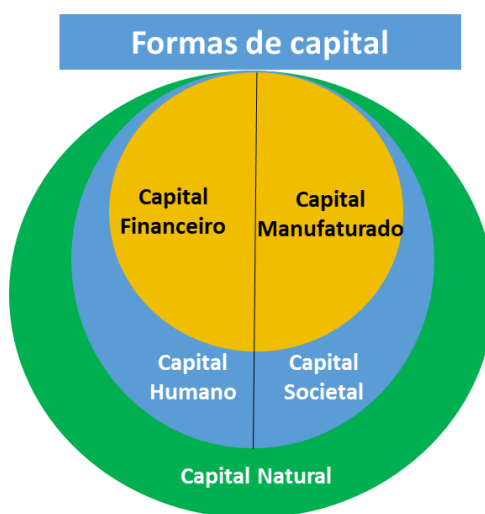 Formas de capital
Capital
Financeiro
Capital
Manufaturado
Capital
Humano
Capital
Societal
Capital Natural